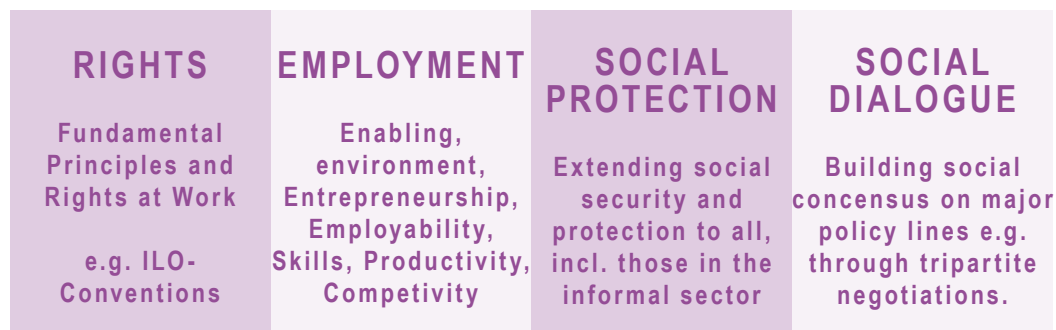 RIGHTS
Fundamental
Principles and
Rights at Work
e.g. ILO-
Conventions
EMPLOYMENT
Enabling,
environment,
Entrepreneurship,
Employability,
Skills, Productivity,
Competivity
SOCIAL
PROTECTION
Extending social
security and
protection to all,
incl. those in the
informal sector
SOCIAL
DIALOGUE
Building social
concensus on major
policy lines e.g.
through tripartite
negotiations.